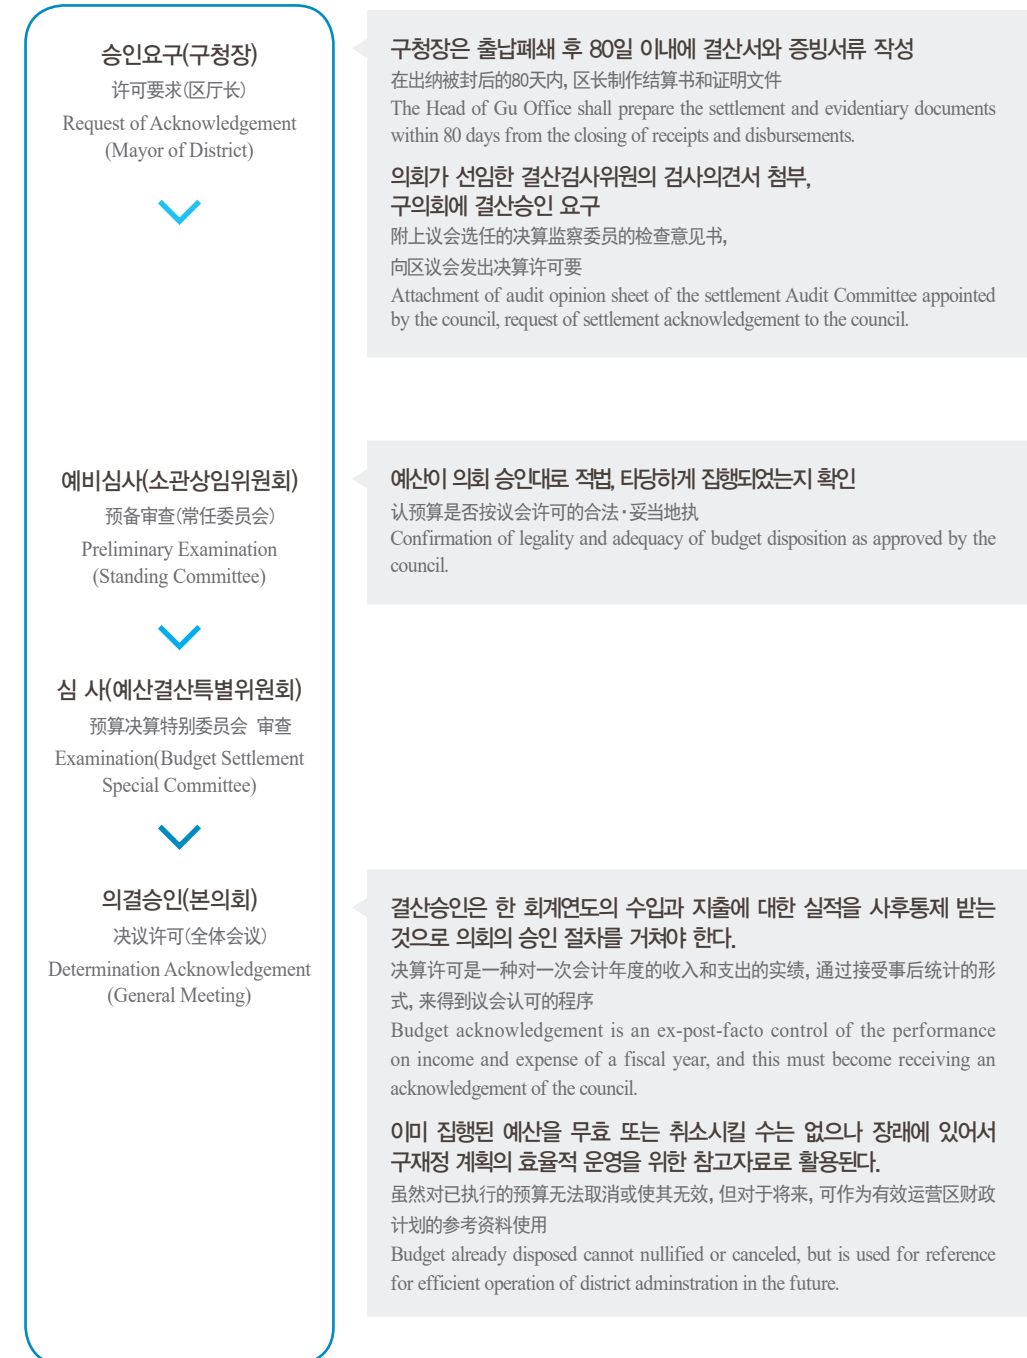 승인요구(구청장)
许可要求(区厅长)
Request of Acknowledgement
(Mayor of District)
구청장은 출납폐쇄 후 80일 이내에 결산서와 증빙서류 작성
在出纳被封后的80天内, 区长制作结算书和证明文件
The Head of Gu Office shall prepare the settlement and evidentiary documents
within 80 days from the closing of receipts and disbursements.
의회가 선임한 결산검사위원의 검사의견서 첨부,
구의회에 결산승인 요구
附上议会选任的决算监察委员的检查意见书,
向区议会发出决算许可要
Attachment of audit opinion sheet of the settlement Audit Committee appointed
by the council, request of settlement acknowledgement to the council.
예비심사(소관상임위원회)
预备审查(常任委员会)
Preliminary Examination
(Standing Committee)
예산이 의회 승인대로 적법, 타당하게 집행되었는지 확인
认预算是否按议会许可的合法·妥当地执
Confirmation of legality and adequacy of budget disposition as approved by the
council.
심 사(예산결산특별위원회)
预算决算特别委员会 审查
Examination(Budget Settlement
Special Committee)
의결승인(본의회)
决议许可(全体会议)
Determination Acknowledgement
(General Meeting)
결산승인은 한 회계연도의 수입과 지출에 대한 실적을 사후통제 받는
것으로 의회의 승인 절차를 거쳐야 한다.
决算许可是一种对一次会计年度的收入和支出的实绩, 通过接受事后统计的形
式, 来得到议会认可的程序
Budget acknowledgement is an ex-post-facto control of the performance
on income and expense of a fiscal year, and this must become receiving an
acknowledgement of the council.
이미 집행된 예산을 무효 또는 취소시킬 수는 없으나 장래에 있어서
구재정 계획의 효율적 운영을 위한 참고자료로 활용된다.
虽然对已执行的预算无法取消或使其无效, 但对于将来, 可作为有效运营区财政
计划的参考资料使用
Budget already disposed cannot nullified or canceled, but is used for reference
for efficient operation of district adminstration in the future.